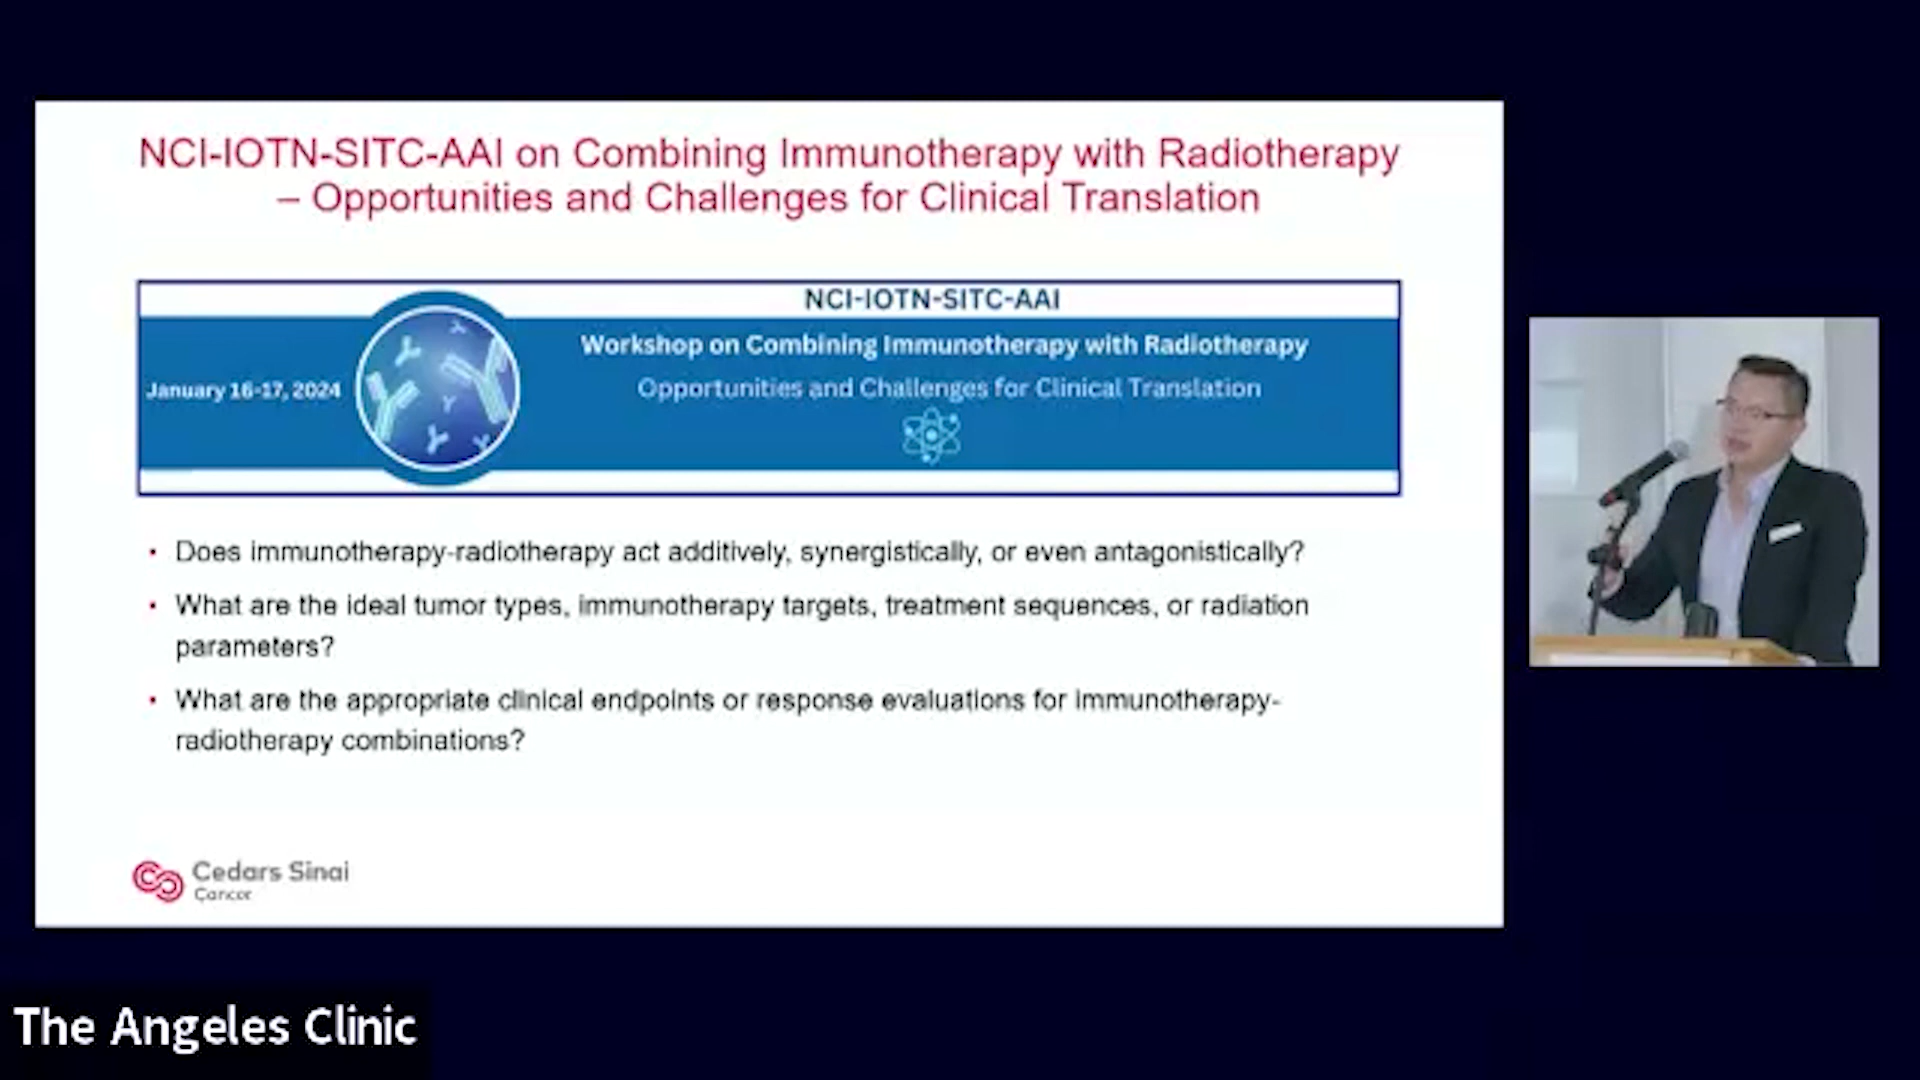 NCI-IOTN-SITC-AAI on Combining Immunotherapy with Radiotherapy
– Opportunities and Challenges for Clinical Translation
NCI-IOTN-SITC-AAI
Workshop on Combining Immunotherapy with Radiotherapy
January 16-17, 2024
Opportunities and Challenges for Clinical Translation
• Does immunotherapy-radiotherapy act additively, synergistically, or even antagonistically?
• What are the ideal tumor types, immunotherapy targets, treatment sequences, or radiation
parameters?
• What are the appropriate clinical endpoints or response evaluations for immunotherapy-
radiotherapy combinations?
Cedars Sinai
Cancer
The Angeles Clinic